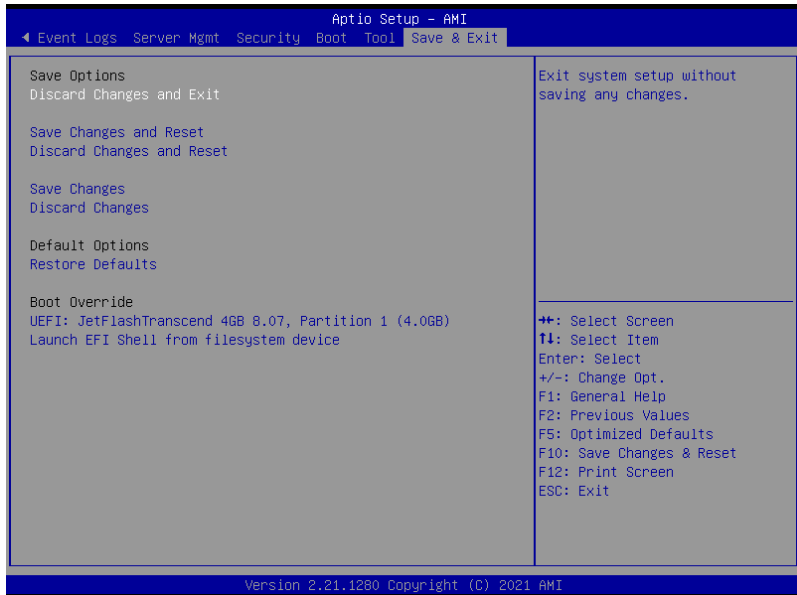 Aptio Setup – AMI
Event Logs Server Mgmt Security Boot Tool Save & Exit
Save Options
Discard Changes and Exit
Save Changes and Reset
Discard Changes and Reset
Save Changes
Discard Changes
Default Options
Restore Defaults
Boot Override
UEFI: JetFlashTranscend 4GB 8.07, Partition 1 (4.0GB)
Launch EFI Shell from filesystem device
Exit system setup without
saving any changes.
→←: Select Screen
↑↓: Select Item
Enter: Select
+/-: Change Opt.
F1: General Help
F2: Previous Values
F5: Optimized Defaults
F10: Save Changes & Reset
F12: Print Screen
ESC: Exit
Version 2.21.1280 Copyright (C) 2021 AMI